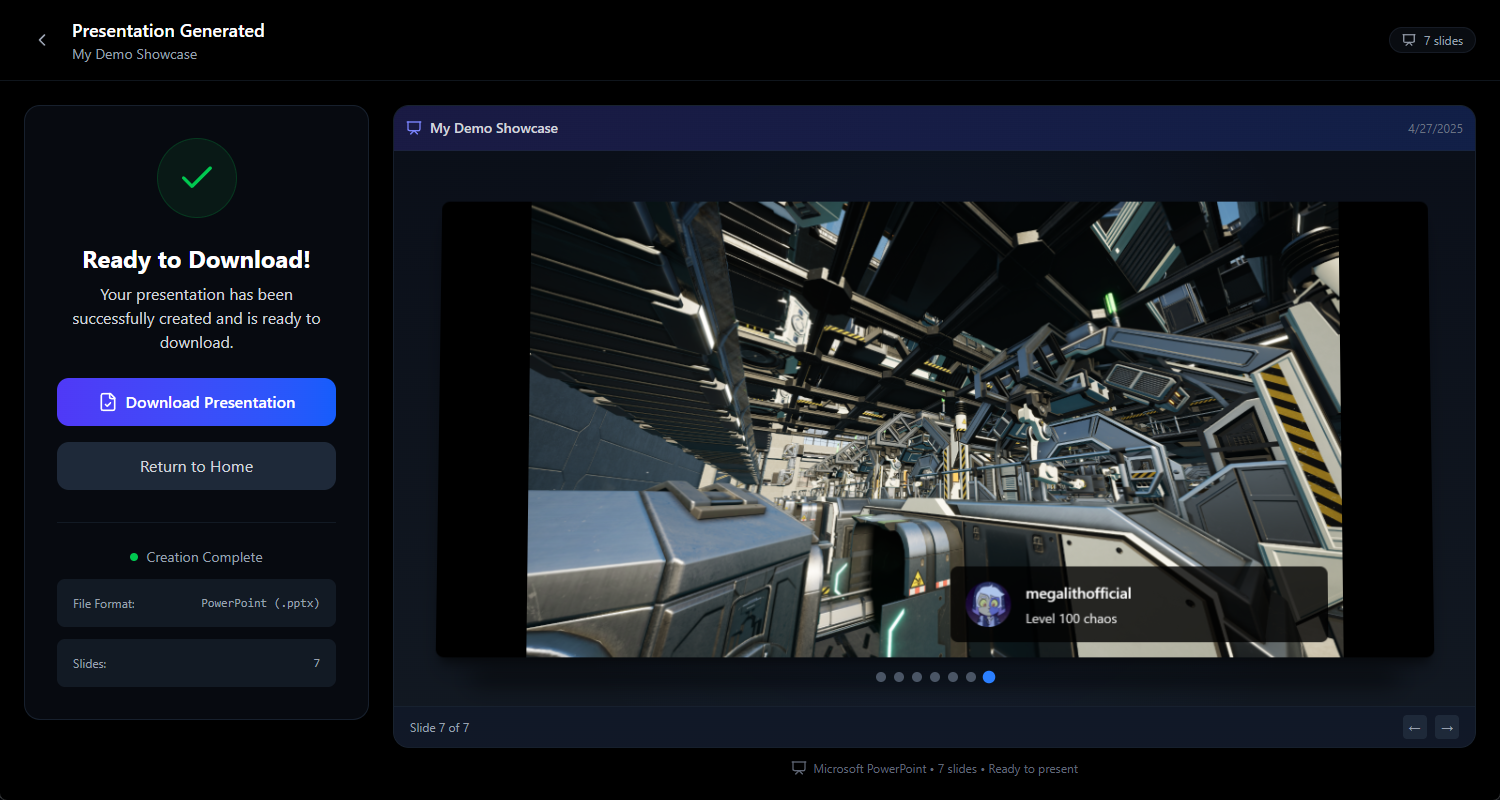 Presentation Generated
My Demo Showcase
7 slides
Ready to Download!
Your presentation has been
successfully created and is ready to
download.
Download Presentation
Return to Home
Creation Complete
File Format: PowerPoint (.pptx)
Slides: 7
My Demo Showcase
4/27/2025
megalithofficial
Level 100 chaos
Slide 7 of 7
← →
Microsoft PowerPoint • 7 slides • Ready to present